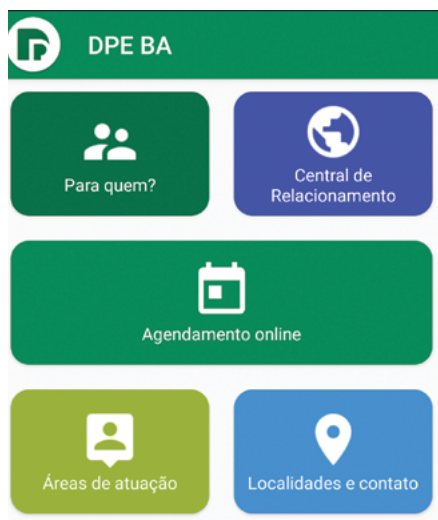 DPE BA
Para quem?
Central de
Relacionamento
Agendamento online
Áreas de atuação
Localidades e contato